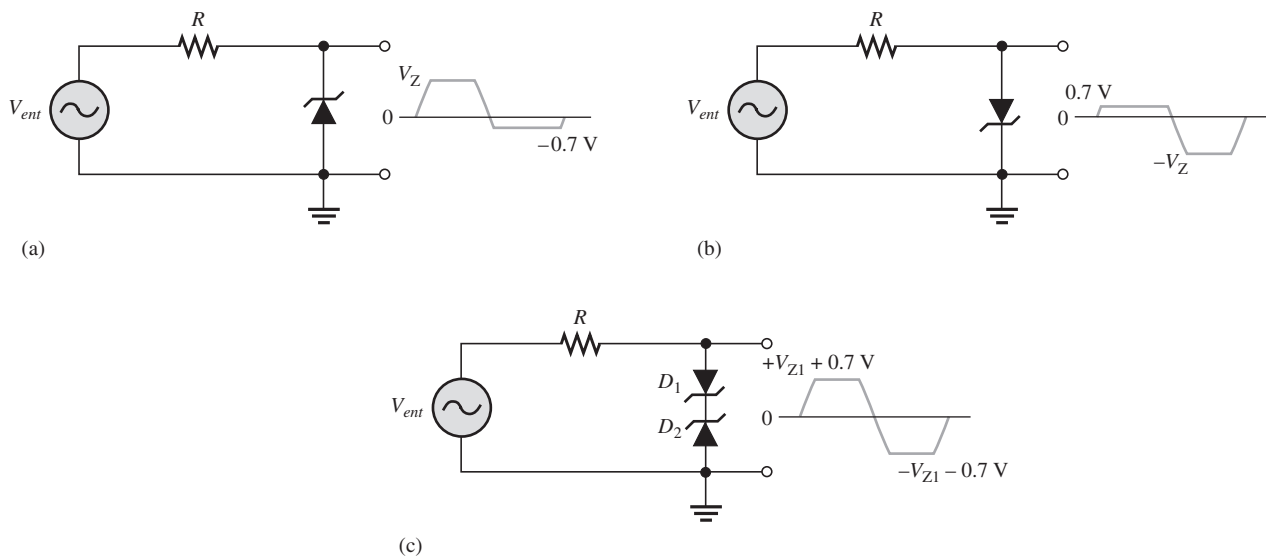 R
V_Z
V_ent
0
−0.7 V
(a)
R
0.7 V
V_ent
0
−V_Z
(b)
R
+V_Z1 + 0.7 V
D_1
V_ent
0
D_2
−V_Z1 − 0.7 V
(c)